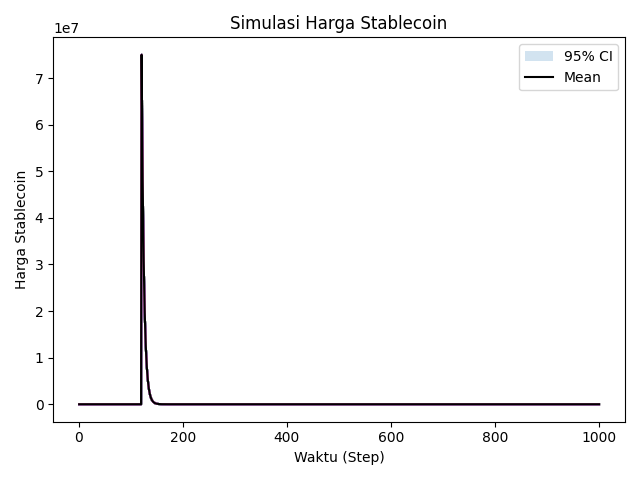 Simulasi Harga Stablecoin
1e7
95% CI
Mean
7
6
5
4
3
2
1
0
Harga Stablecoin
0 200 400 600 800 1000
Waktu (Step)